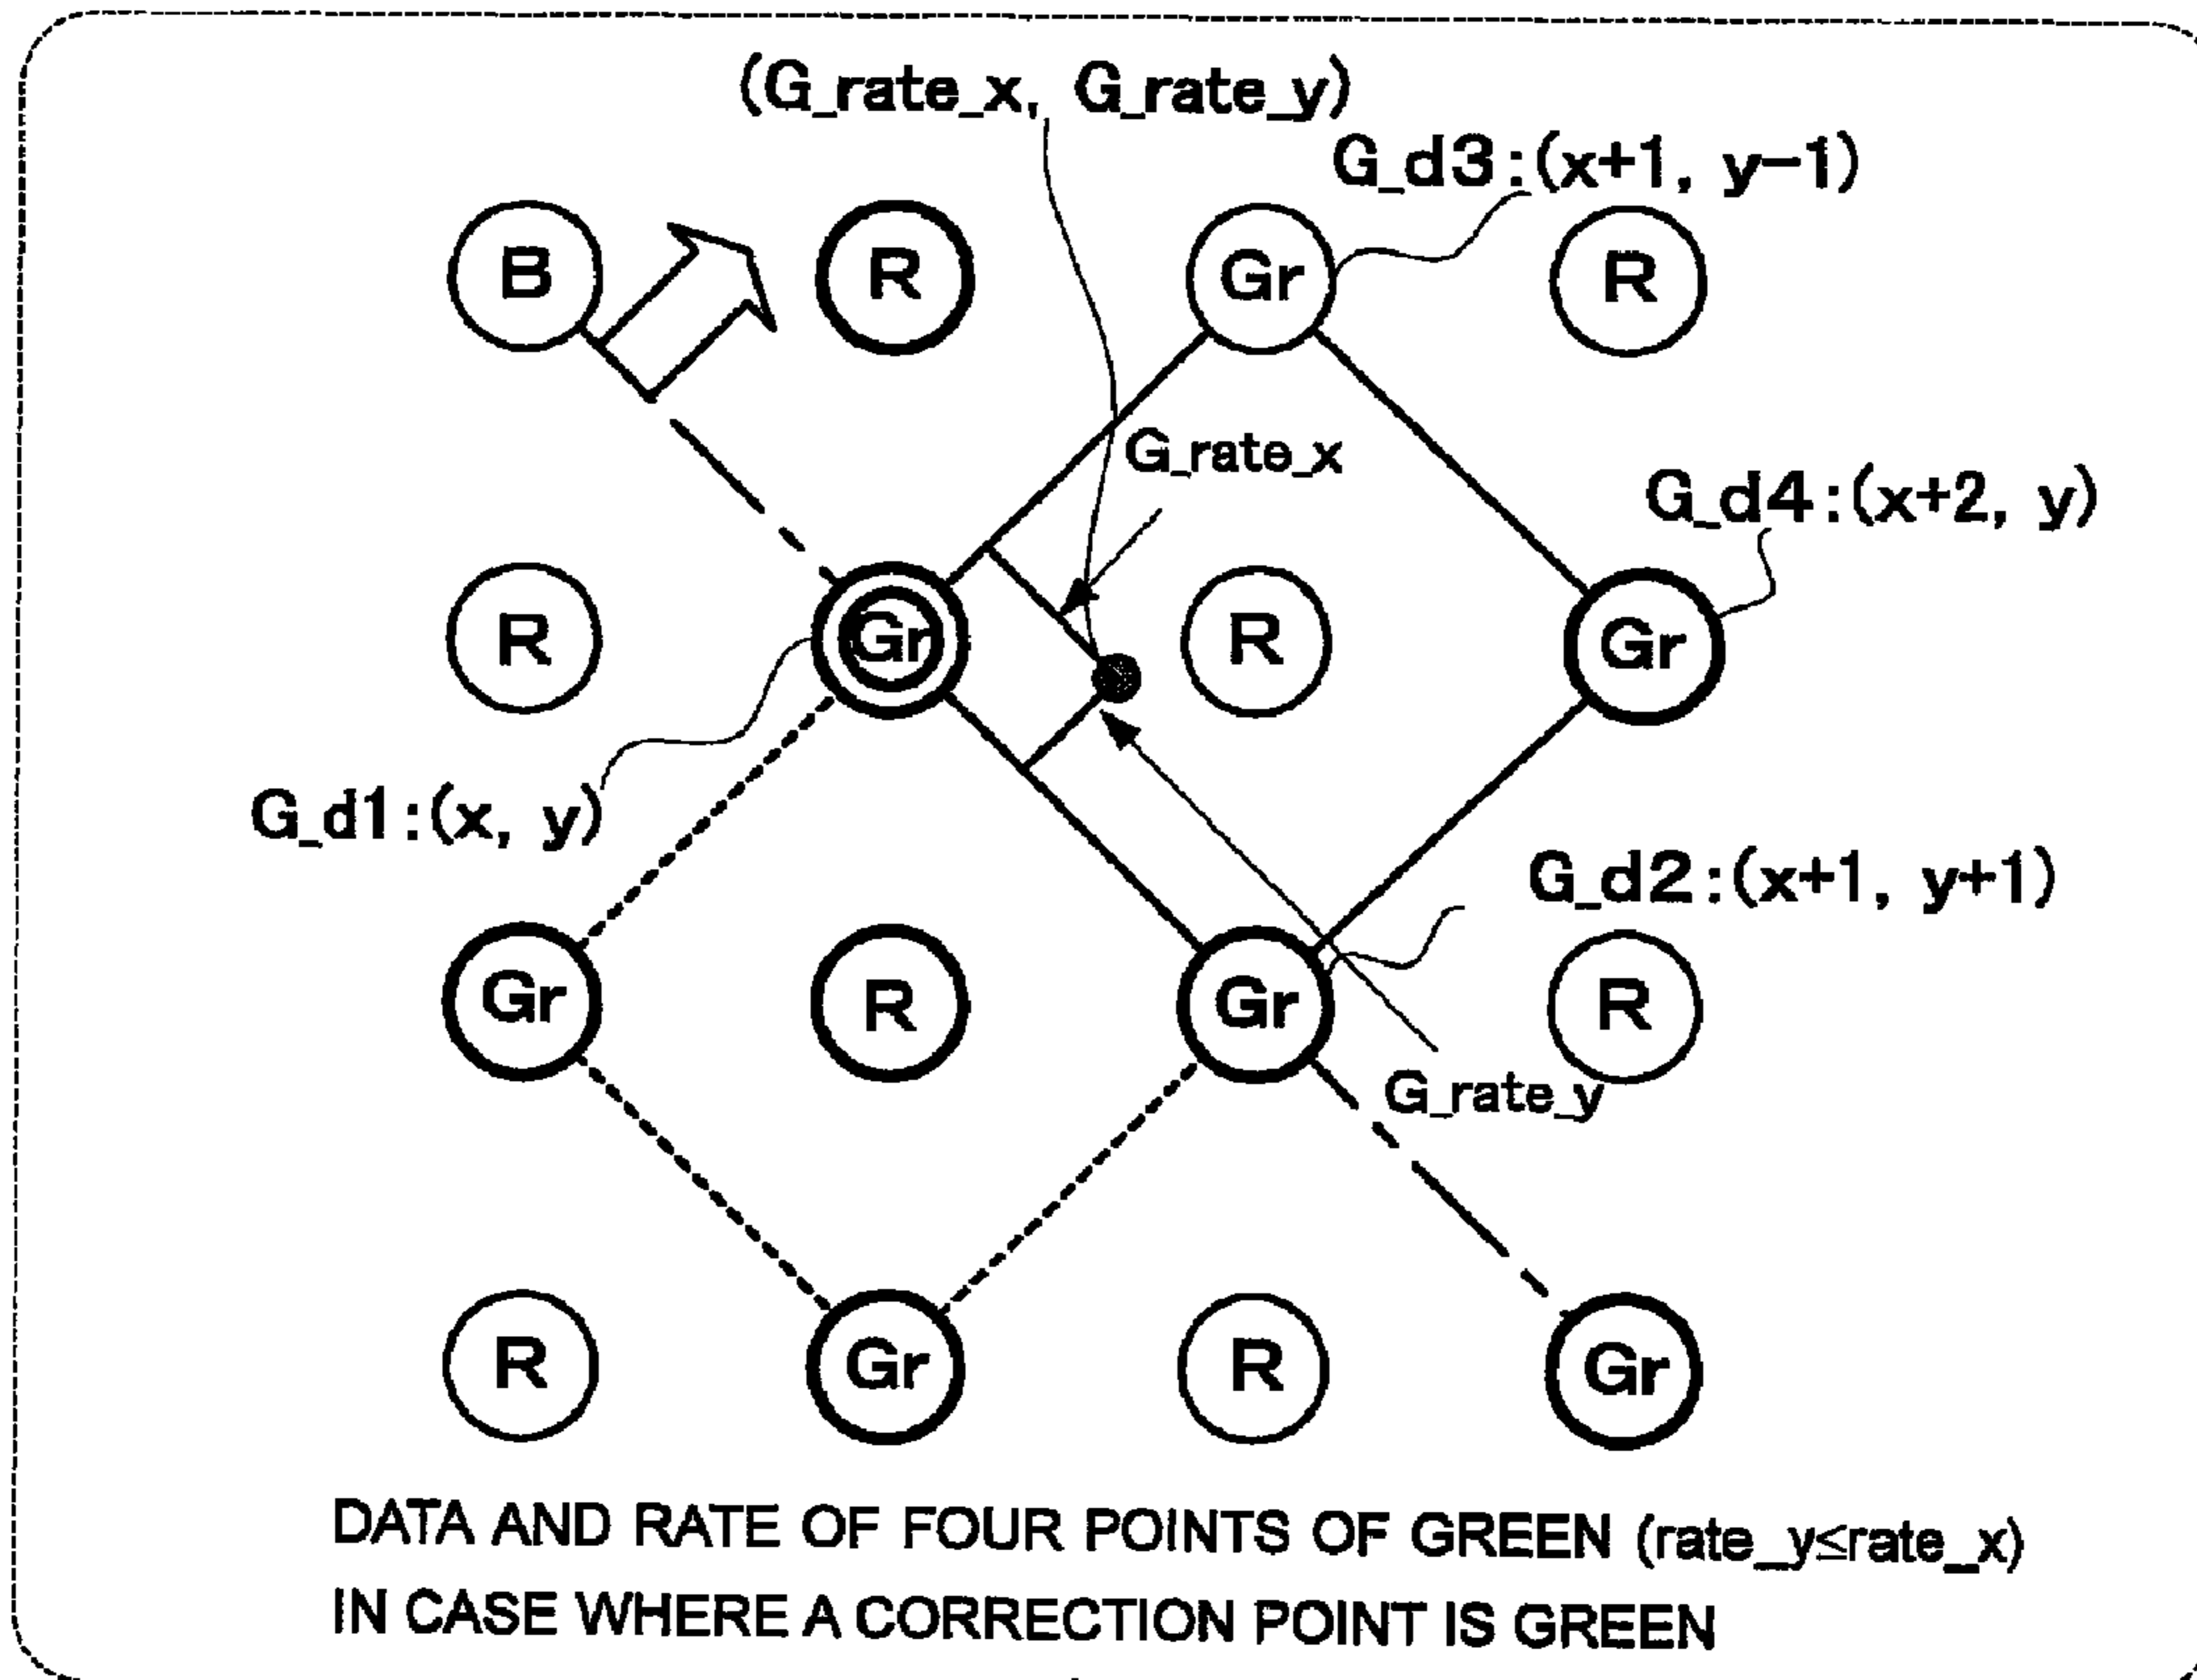 (G_rate_x, G_rate_y)
G_d3:(x+1, y-1)
B R Gr R
G_rate_x
G_d4:(x+2, y)
R Gr R Gr
G_d1:(x, y)
G_d2:(x+1, y+1)
Gr R Gr R
G_rate_y
R Gr R Gr
DATA AND RATE OF FOUR POINTS OF GREEN (rate_y≤rate_x)
IN CASE WHERE A CORRECTION POINT IS GREEN